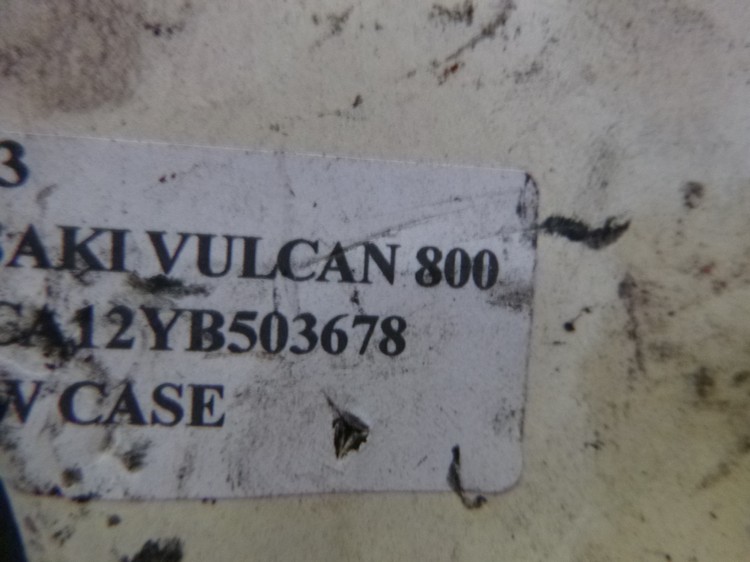 3
SAKI VULCAN 800
CA12YB503678
W CASE